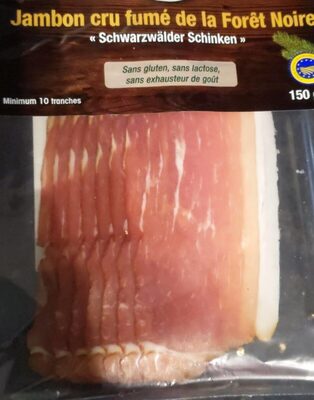 Jambon cru fumé de la Forêt Noire
« Schwarzwälder Schinken »
Sans gluten, sans lactose,
sans exhausteur de goût
Minimum 10 tranches
150